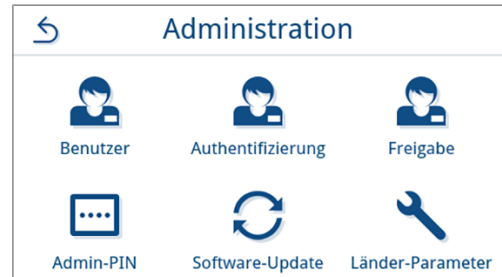 Administration
Benutzer Authentifizierung Freigabe
Admin-PIN Software-Update Länder-Parameter